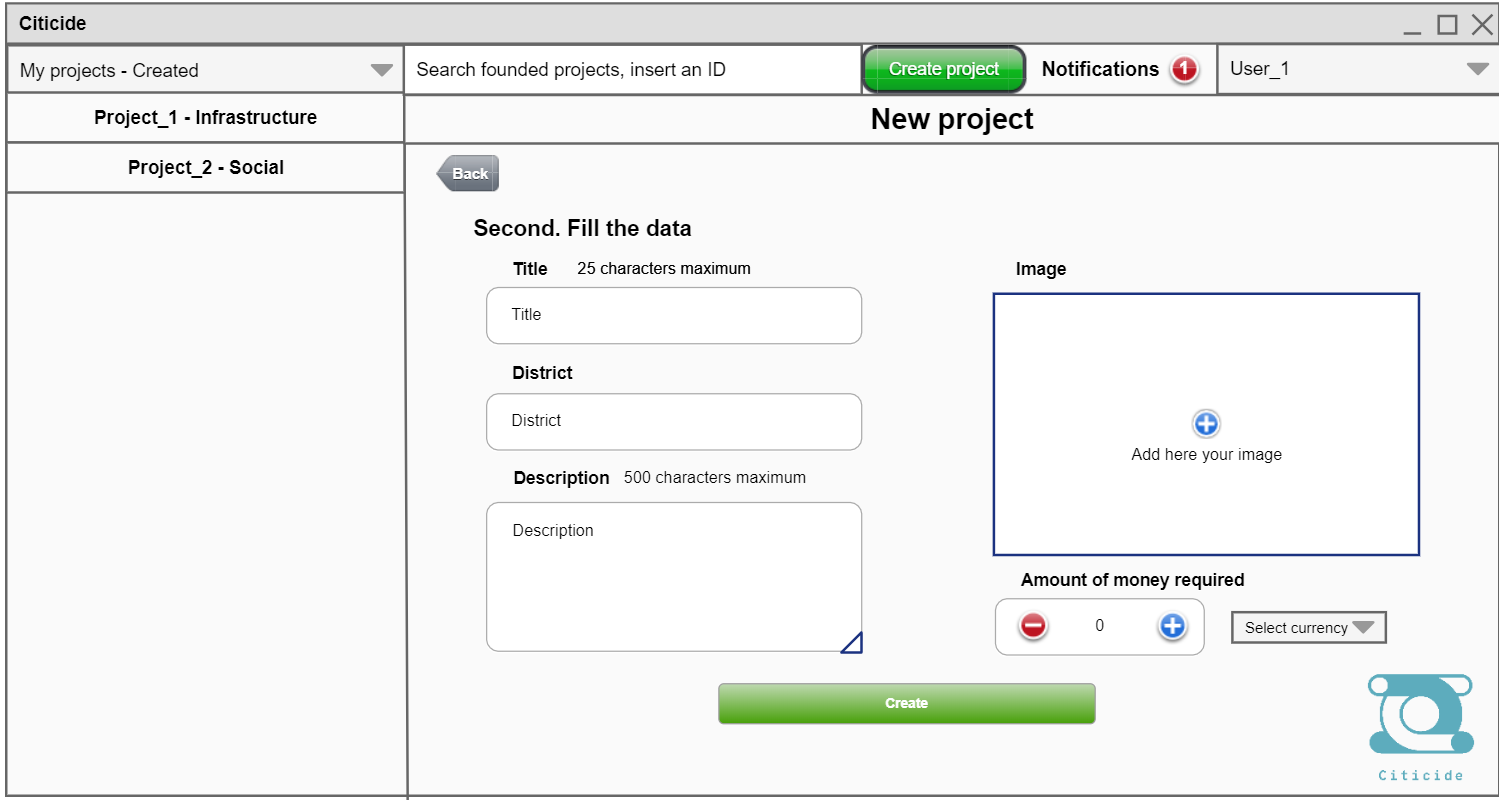 Citicide
My projects - Created
Search founded projects, insert an ID
Create project
Notifications
1
User_1
Project_1 - Infrastructure
Project_2 - Social
New project
Back
Second. Fill the data
Title 25 characters maximum
Title
District
District
Description 500 characters maximum
Description
Image
Add here your image
Amount of money required
0
Select currency
Create
Citicide